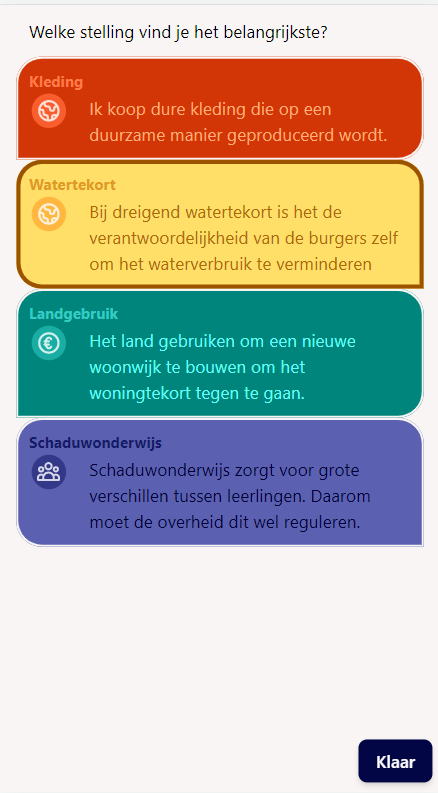 Welke stelling vind je het belangrijkste?
Kleding
Ik koop dure kleding die op een
duurzame manier geproduceerd wordt.
Watertekort
Bij dreigend watertekort is het de
verantwoordelijkheid van de burgers zelf
om het waterverbruik te verminderen
Landgebruik
€
Het land gebruiken om een nieuwe
woonwijk te bouwen om het
woningtekort tegen te gaan.
Schaduwonderwijs
Schaduwonderwijs zorgt voor grote
verschillen tussen leerlingen. Daarom
moet de overheid dit wel reguleren.
Klaar